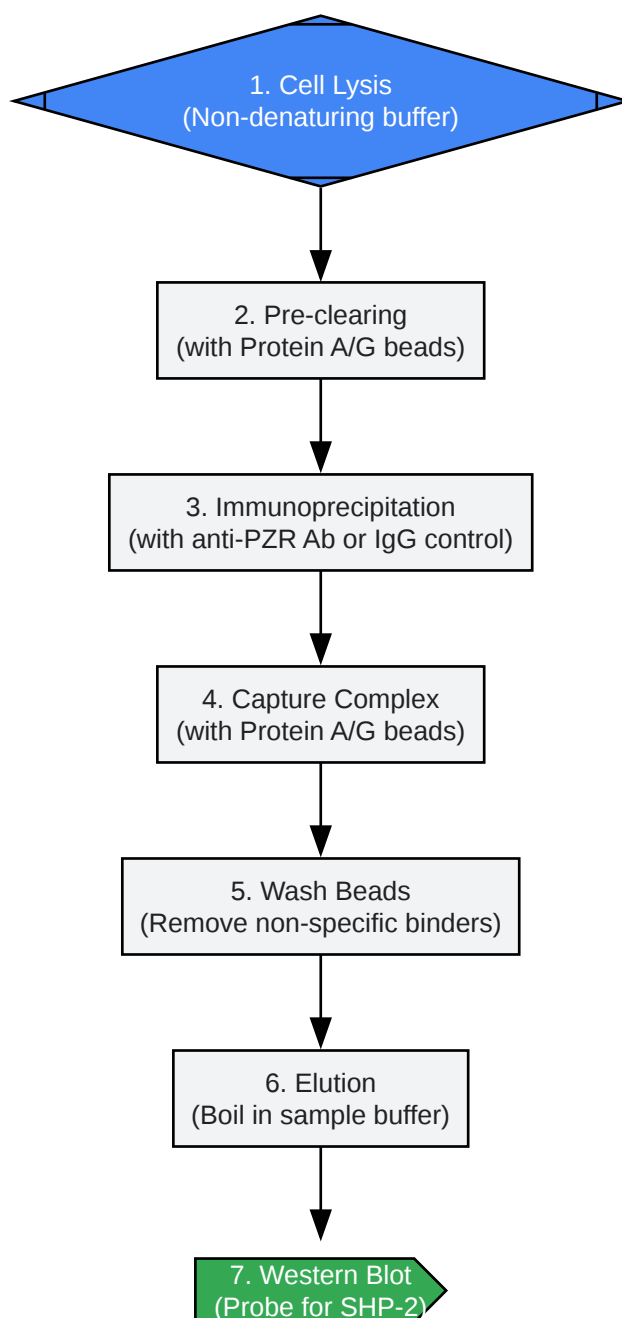 1. Cell Lysis
(Non-denaturing buffer)
2. Pre-clearing
(with Protein A/G beads)
3. Immunoprecipitation
(with anti-PZR Ab or IgG control)
4. Capture Complex
(with Protein A/G beads)
5. Wash Beads
(Remove non-specific binders)
6. Elution
(Boil in sample buffer)
7. Western Blot
(Probe for SHP-2)